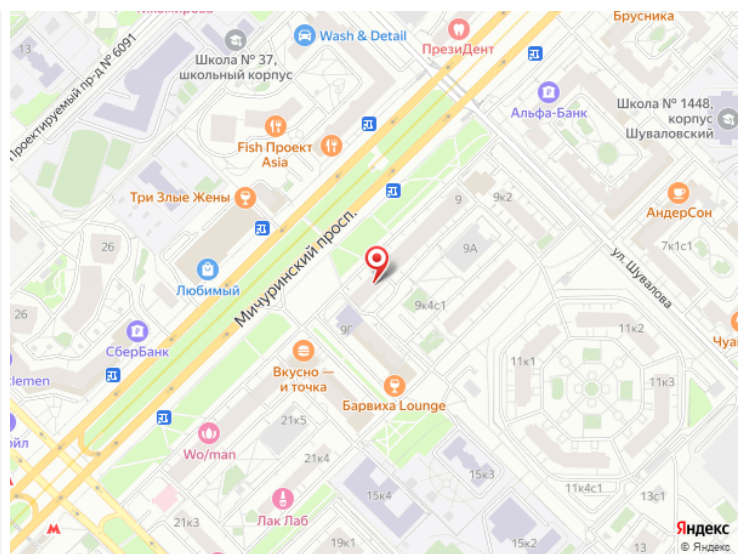 Проектируемый пр-д № 6091
Школа № 37,
школьный корпус
Wash & Detail
ПрезиДент
Брусника
Альфа-Банк
Школа № 1448,
корпус
Шуваловский
Fish Проект
Asia
Три Злые Жены
9к2
9
АндерСон
7к1с1
26
9А
Мичуринский просп.
ул. Шувалова
Любимый
26
9к4с1
СберБанк
9Г
11к2
11к1
Вкусно —
и точка
11к3
Барвиха Lounge
21к5
Wo/man
21к4
15к3
15к4
11к4с1
13с1
Лак Лаб
21к3
19к1
15к2
Яндекс
© Яндекс